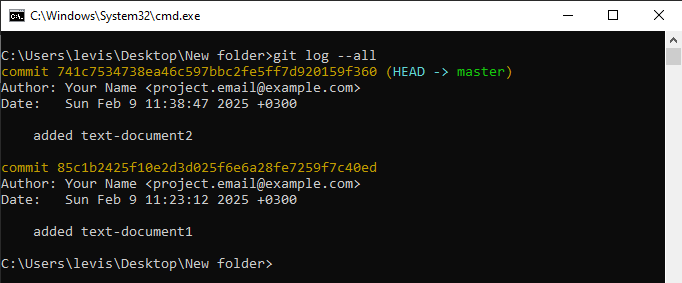 C:\Windows\System32\cmd.exe
C:\Users\levis\Desktop\New folder>git log --all
commit 741c7534738ea46c597bbc2fe5ff7d920159f360 (HEAD -> master)
Author: Your Name <project.email@example.com>
Date:   Sun Feb 9 11:38:47 2025 +0300
    added text-document2
commit 85c1b2425f10e2d3d025f6e6a28fe7259f7c40ed
Author: Your Name <project.email@example.com>
Date:   Sun Feb 9 11:23:12 2025 +0300
    added text-document1
C:\Users\levis\Desktop\New folder>